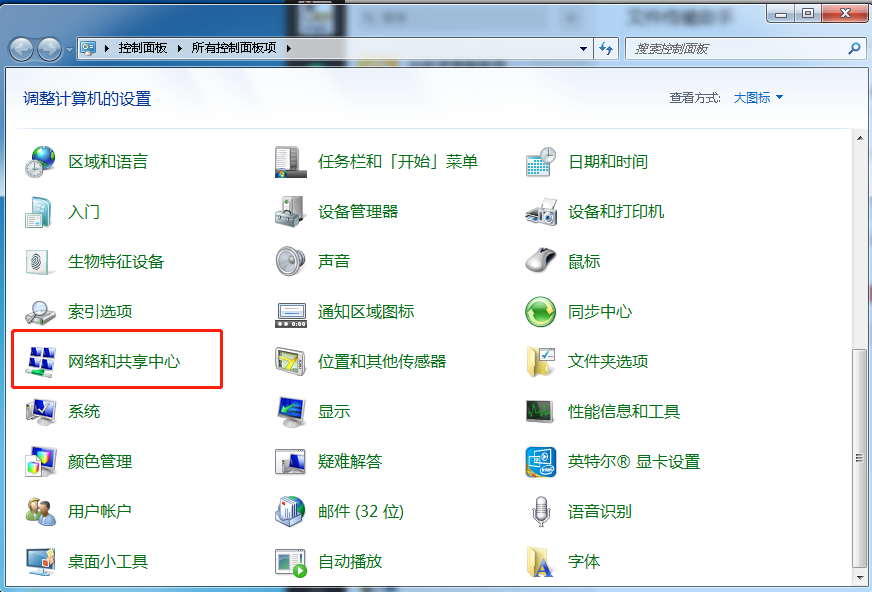 控制面板 所有控制面板项
搜索控制面板
调整计算机的设置
查看方式: 大图标
区域和语言 任务栏和「开始」菜单 日期和时间
入门 设备管理器 设备和打印机
生物特征设备 声音 鼠标
索引选项 通知区域图标 同步中心
网络和共享中心 位置和其他传感器 文件夹选项
系统 显示 性能信息和工具
颜色管理 疑难解答 英特尔® 显卡设置
用户帐户 邮件 (32 位) 语音识别
桌面小工具 自动播放 字体